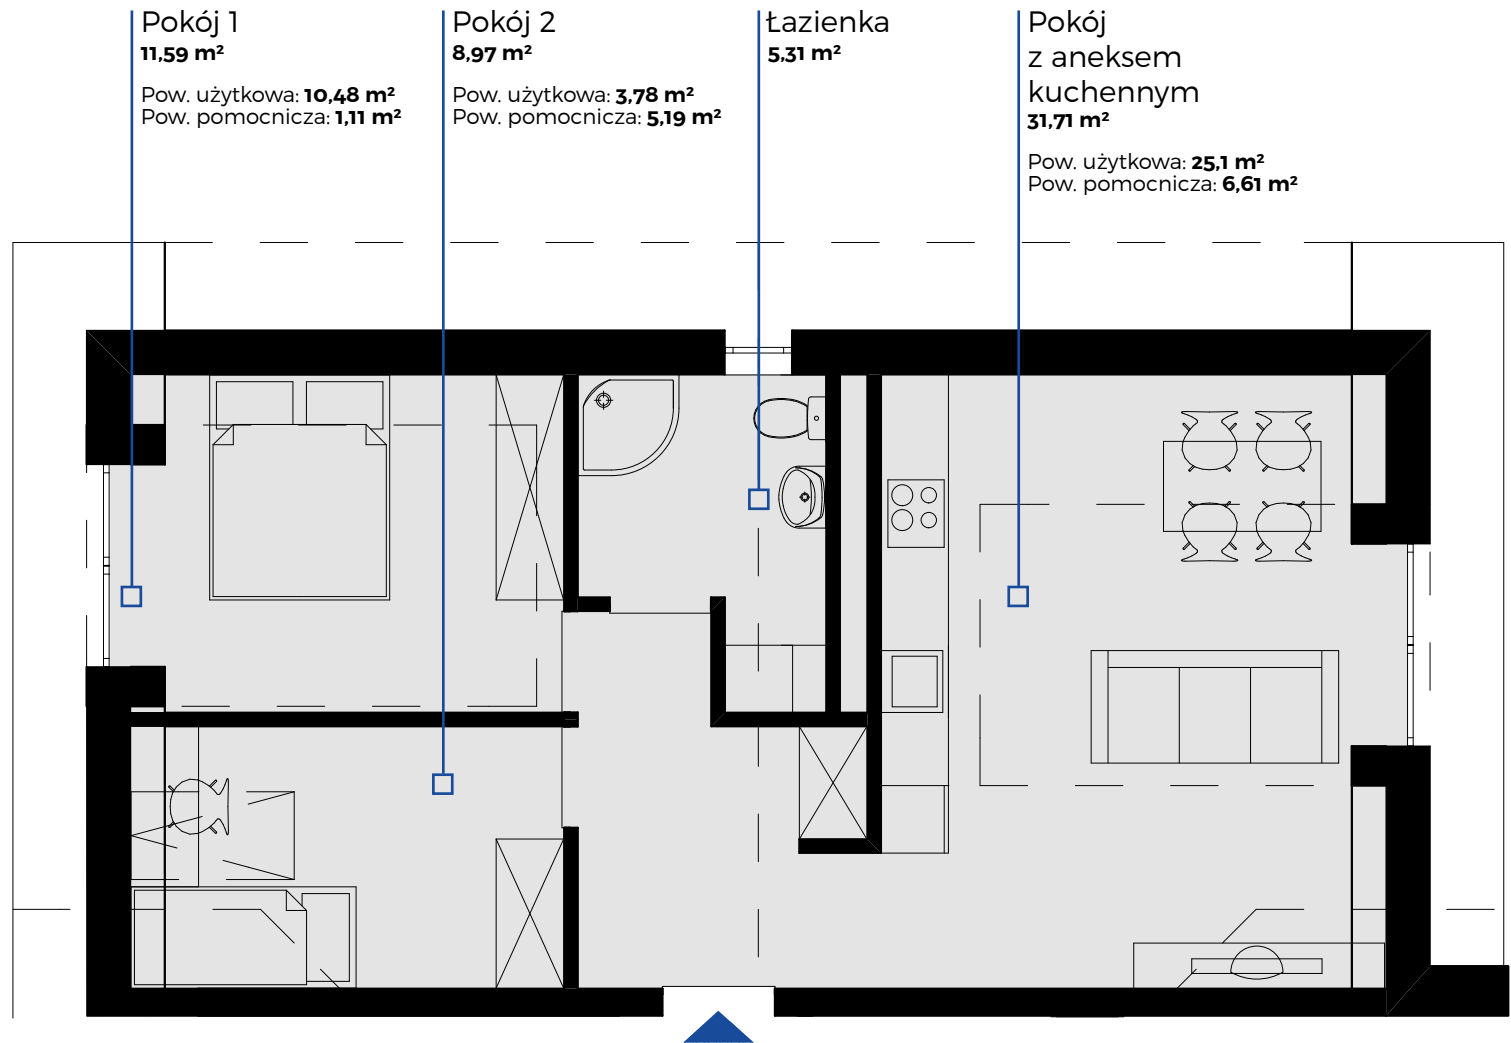 Pokój 1
11,59 m²
Pow. użytkowa: 10,48 m²
Pow. pomocnicza: 1,11 m²
Pokój 2
8,97 m²
Pow. użytkowa: 3,78 m²
Pow. pomocnicza: 5,19 m²
Łazienka
5,31 m²
Pokój
z aneksem
kuchennym
31,71 m²
Pow. użytkowa: 25,1 m²
Pow. pomocnicza: 6,61 m²